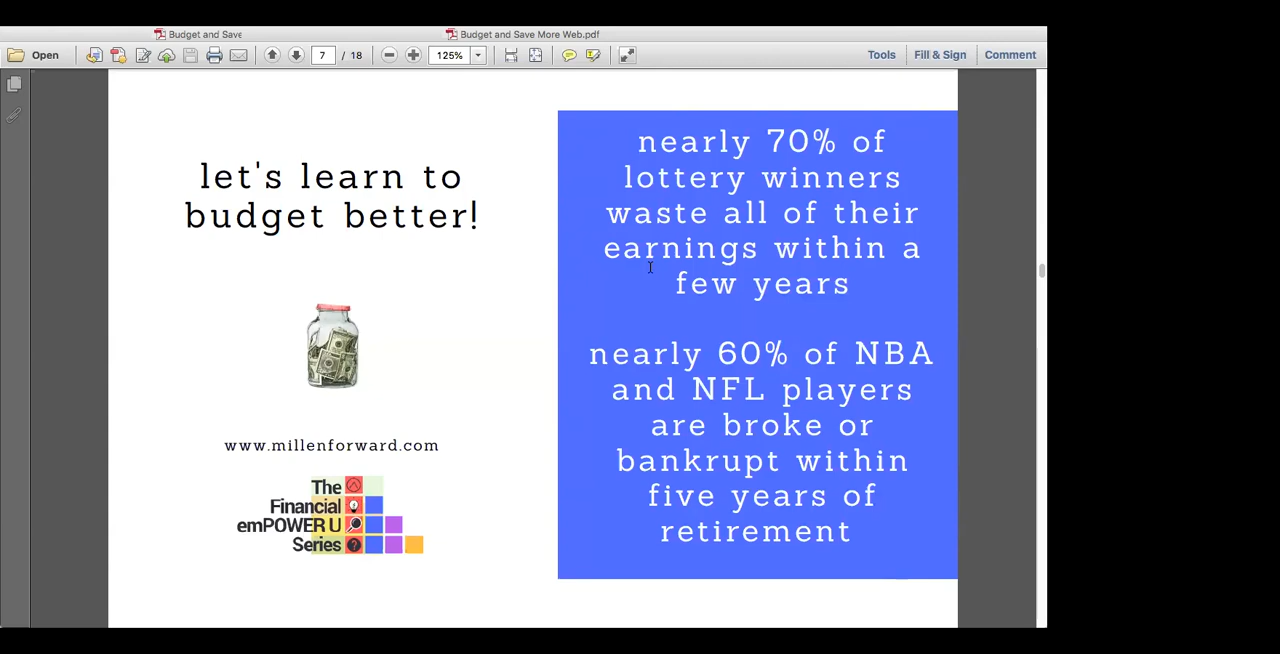 Budget and Save
Budget and Save More Web.pdf
Open
7 / 18
125%
Tools
Fill & Sign
Comment
let's learn to
budget better!
www.millenforward.com
The
Financial
emPOWER U
Series
nearly 70% of
lottery winners
waste all of their
earnings within a
few years
nearly 60% of NBA
and NFL players
are broke or
bankrupt within
five years of
retirement